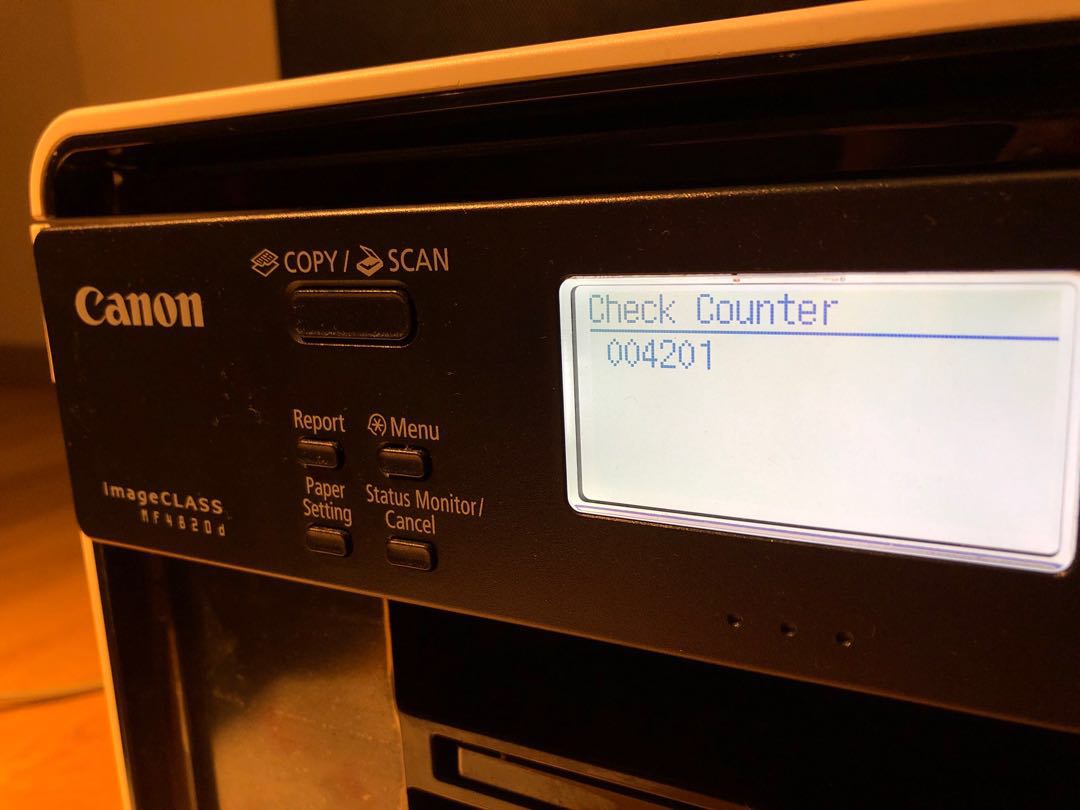 COPY / SCAN
Canon
Check Counter
004201
Report
Menu
Paper
Setting
Status Monitor/
Cancel
imageCLASS
MF4820d